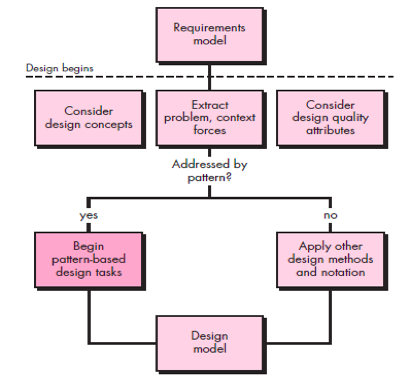 Requirements
model
Design begins
Consider
design concepts
Extract
problem, context
forces
Consider
design quality
attributes
Addressed by
pattern?
yes
no
Begin
pattern-based
design tasks
Apply other
design methods
and notation
Design
model